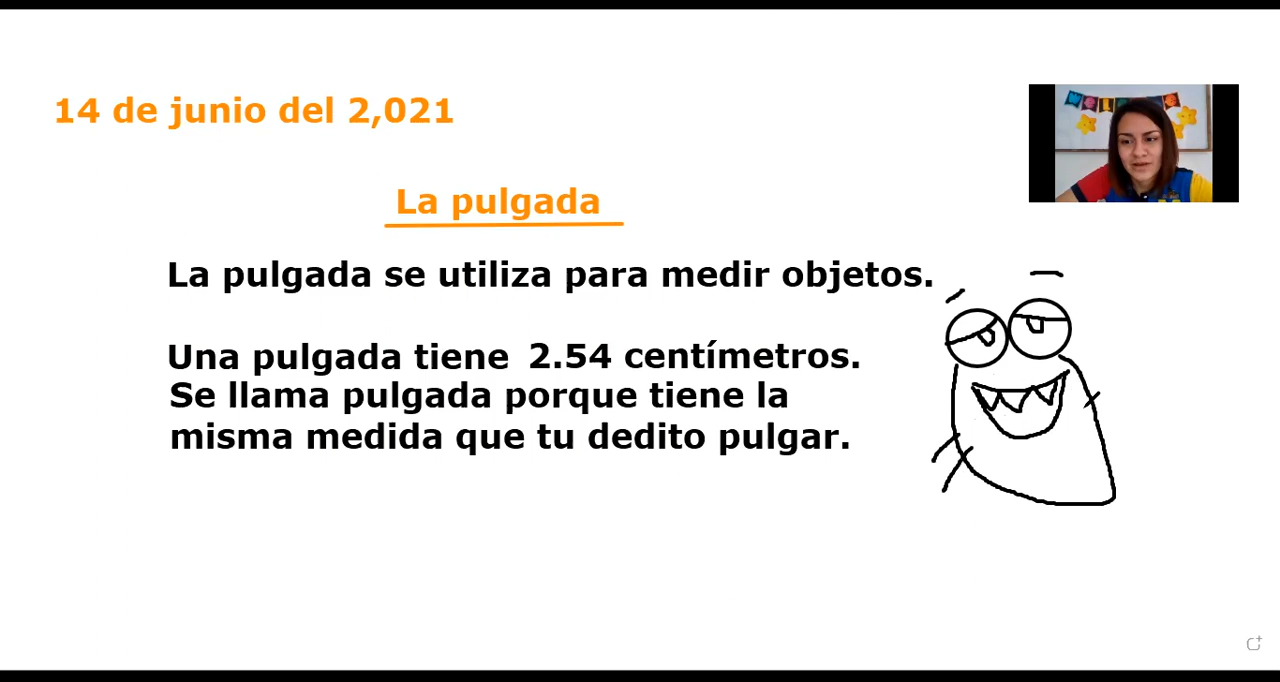 14 de junio del 2,021
La pulgada
La pulgada se utiliza para medir objetos.
Una pulgada tiene 2.54 centímetros.
Se llama pulgada porque tiene la
misma medida que tu dedito pulgar.